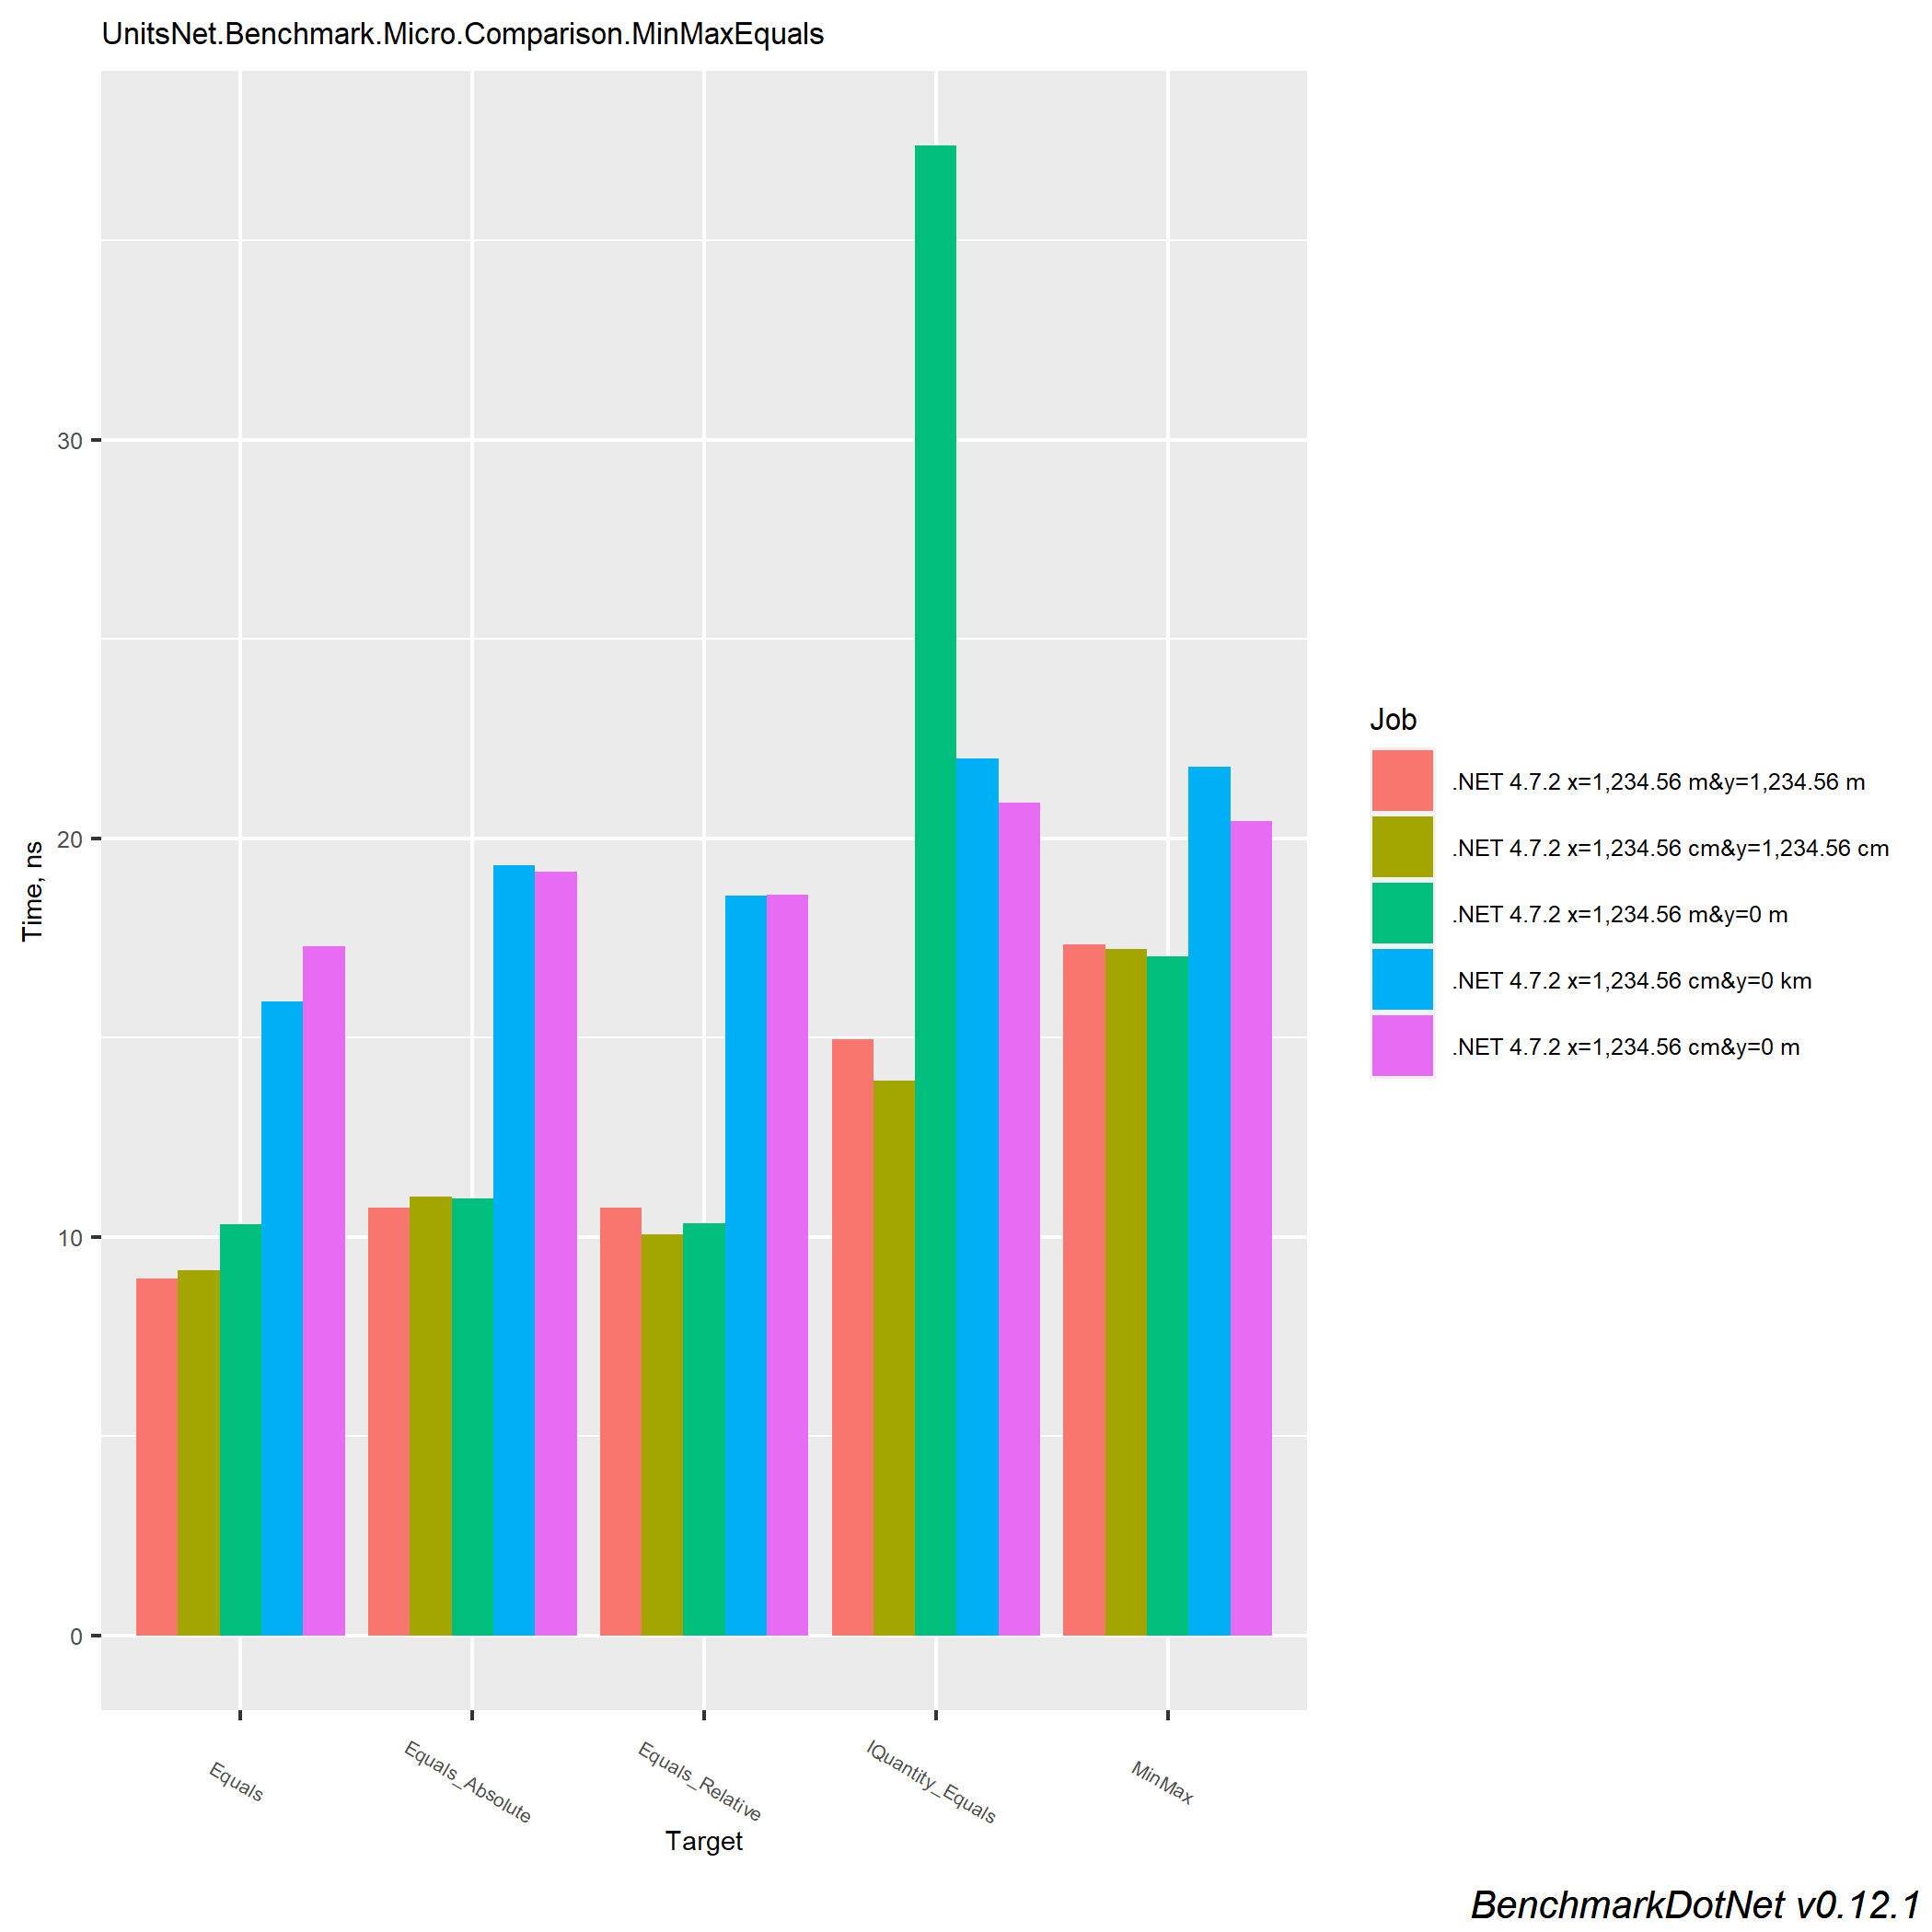 UnitsNet.Benchmark.Micro.Comparison.MinMaxEquals
30
20
10
0
Time, ns
Equals
Equals_Absolute
Equals_Relative
IQuantity_Equals
MinMax
Target
Job
.NET 4.7.2 x=1,234.56 m&y=1,234.56 m
.NET 4.7.2 x=1,234.56 cm&y=1,234.56 cm
.NET 4.7.2 x=1,234.56 m&y=0 m
.NET 4.7.2 x=1,234.56 cm&y=0 km
.NET 4.7.2 x=1,234.56 cm&y=0 m
BenchmarkDotNet v0.12.1